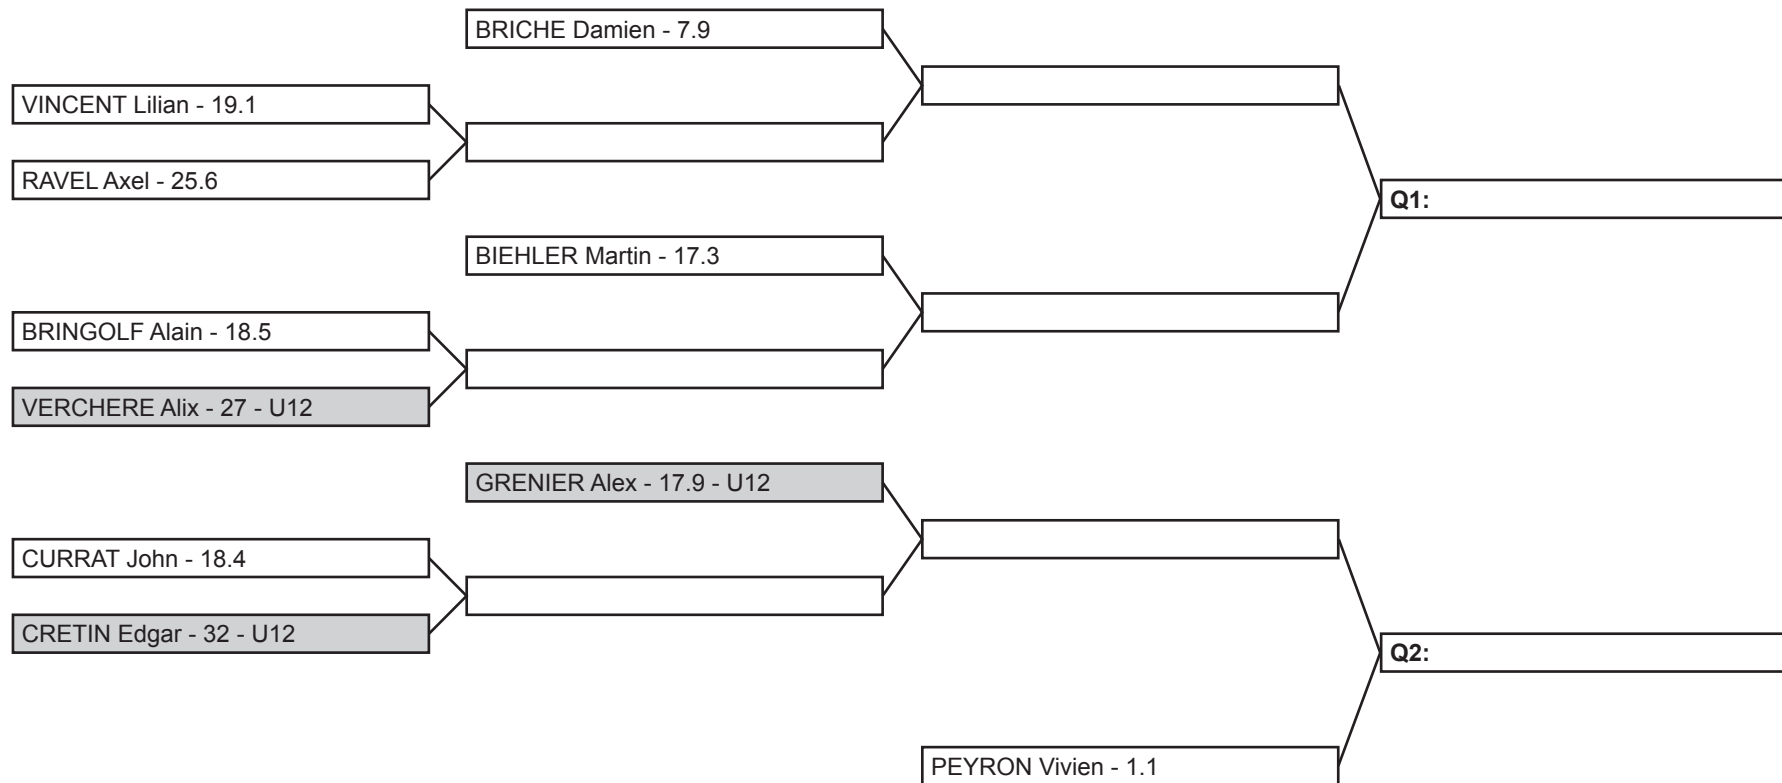 BRICHE Damien - 7.9
VINCENT Lilian - 19.1
RAVEL Axel - 25.6
Q1:
BIEHLER Martin - 17.3
BRINGOLF Alain - 18.5
VERCHERE Alix - 27 - U12
GRENIER Alex - 17.9 - U12
CURRAT John - 18.4
CRETIN Edgar - 32 - U12
Q2:
PEYRON Vivien - 1.1